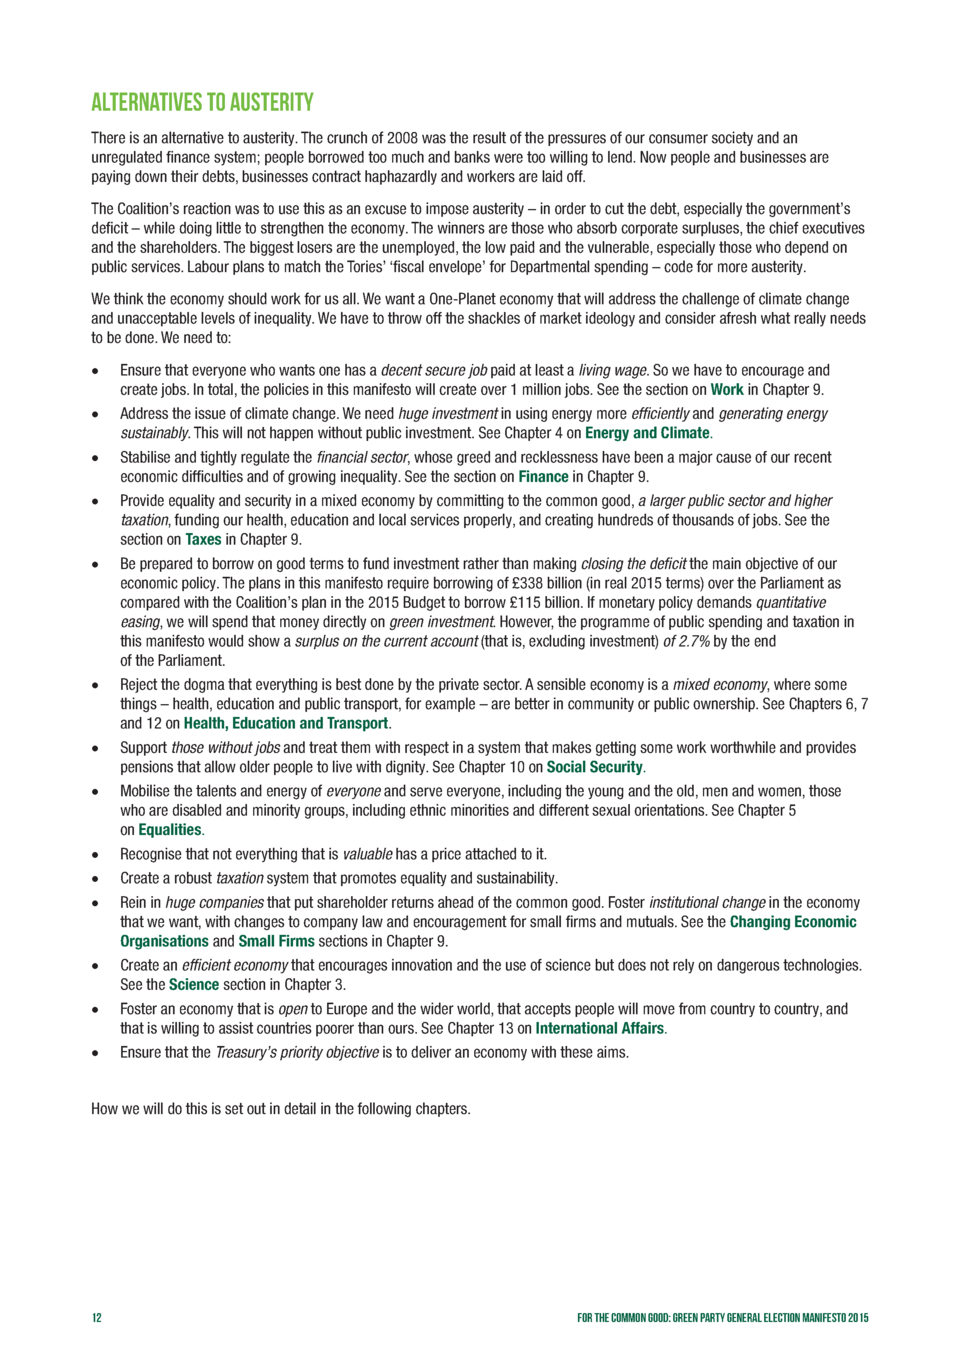 ALTERNATIVES TO AUSTERITY
There is an alternative to austerity. The crunch of 2008 was the result of the pressures of our consumer society and an
unregulated finance system; people borrowed too much and banks were too willing to lend. Now people and businesses are
paying down their debts, businesses contract haphazardly and workers are laid off.
The Coalition’s reaction was to use this as an excuse to impose austerity – in order to cut the debt, especially the government’s
deficit – while doing little to strengthen the economy. The winners are those who absorb corporate surpluses, the chief executives
and the shareholders. The biggest losers are the unemployed, the low paid and the vulnerable, especially those who depend on
public services. Labour plans to match the Tories’ ‘fiscal envelope’ for Departmental spending – code for more austerity.
We think the economy should work for us all. We want a One-Planet economy that will address the challenge of climate change
and unacceptable levels of inequality. We have to throw off the shackles of market ideology and consider afresh what really needs
to be done. We need to:
• Ensure that everyone who wants one has a decent secure job paid at least a living wage. So we have to encourage and
create jobs. In total, the policies in this manifesto will create over 1 million jobs. See the section on Work in Chapter 9.
• Address the issue of climate change. We need huge investment in using energy more efficiently and generating energy
sustainably. This will not happen without public investment. See Chapter 4 on Energy and Climate.
• Stabilise and tightly regulate the financial sector, whose greed and recklessness have been a major cause of our recent
economic difficulties and of growing inequality. See the section on Finance in Chapter 9.
• Provide equality and security in a mixed economy by committing to the common good, a larger public sector and higher
taxation, funding our health, education and local services properly, and creating hundreds of thousands of jobs. See the
section on Taxes in Chapter 9.
• Be prepared to borrow on good terms to fund investment rather than making closing the deficit the main objective of our
economic policy. The plans in this manifesto require borrowing of £338 billion (in real 2015 terms) over the Parliament as
compared with the Coalition’s plan in the 2015 Budget to borrow £115 billion. If monetary policy demands quantitative
easing, we will spend that money directly on green investment. However, the programme of public spending and taxation in
this manifesto would show a surplus on the current account (that is, excluding investment) of 2.7% by the end
of the Parliament.
• Reject the dogma that everything is best done by the private sector. A sensible economy is a mixed economy, where some
things – health, education and public transport, for example – are better in community or public ownership. See Chapters 6, 7
and 12 on Health, Education and Transport.
• Support those without jobs and treat them with respect in a system that makes getting some work worthwhile and provides
pensions that allow older people to live with dignity. See Chapter 10 on Social Security.
• Mobilise the talents and energy of everyone and serve everyone, including the young and the old, men and women, those
who are disabled and minority groups, including ethnic minorities and different sexual orientations. See Chapter 5
on Equalities.
• Recognise that not everything that is valuable has a price attached to it.
• Create a robust taxation system that promotes equality and sustainability.
• Rein in huge companies that put shareholder returns ahead of the common good. Foster institutional change in the economy
that we want, with changes to company law and encouragement for small firms and mutuals. See the Changing Economic
Organisations and Small Firms sections in Chapter 9.
• Create an efficient economy that encourages innovation and the use of science but does not rely on dangerous technologies.
See the Science section in Chapter 3.
• Foster an economy that is open to Europe and the wider world, that accepts people will move from country to country, and
that is willing to assist countries poorer than ours. See Chapter 13 on International Affairs.
• Ensure that the Treasury’s priority objective is to deliver an economy with these aims.
How we will do this is set out in detail in the following chapters.
12
FOR THE COMMON GOOD: GREEN PARTY GENERAL ELECTION MANIFESTO 2015